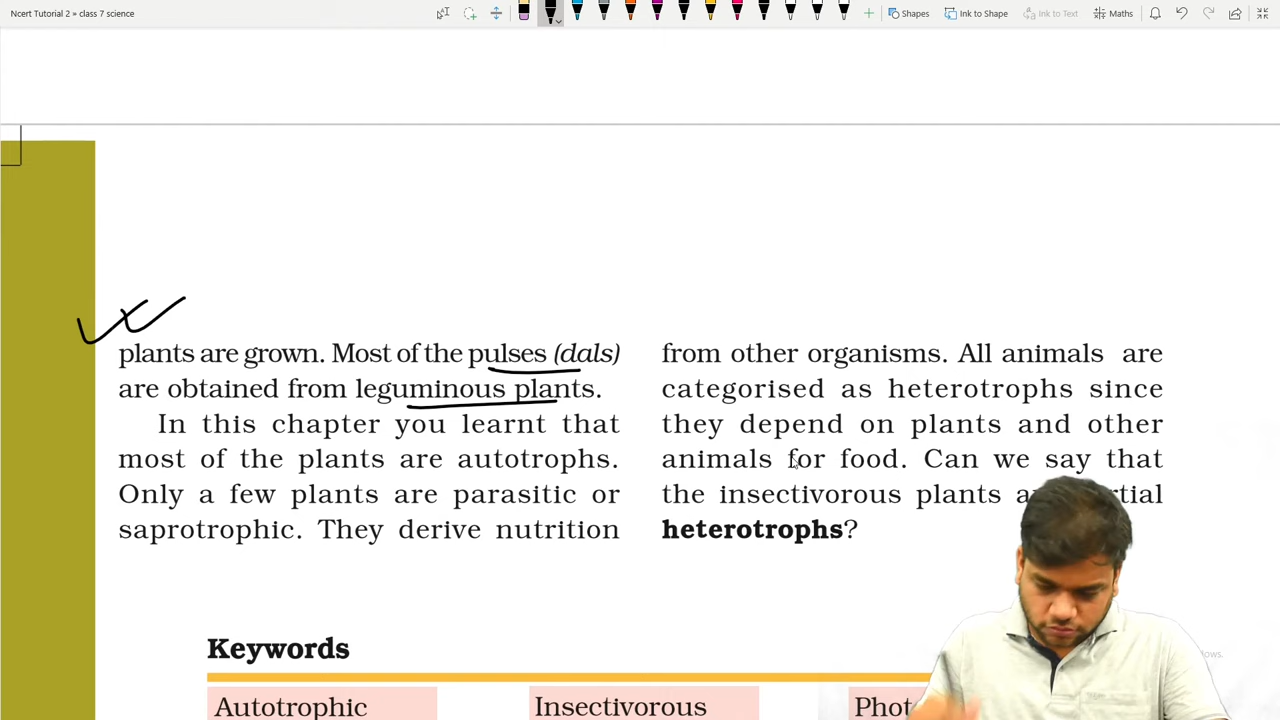 Ncert Tutorial 2 » class 7 science
Shapes
Ink to Shape
Ink to Text
Maths
plants are grown. Most of the pulses (dals)
are obtained from leguminous plants.
In this chapter you learnt that
most of the plants are autotrophs.
Only a few plants are parasitic or
saprotrophic. They derive nutrition
from other organisms. All animals are
categorised as heterotrophs since
they depend on plants and other
animals for food. Can we say that
the insectivorous plants
heterotrophs?
Keywords
Autotrophic
Insectivorous